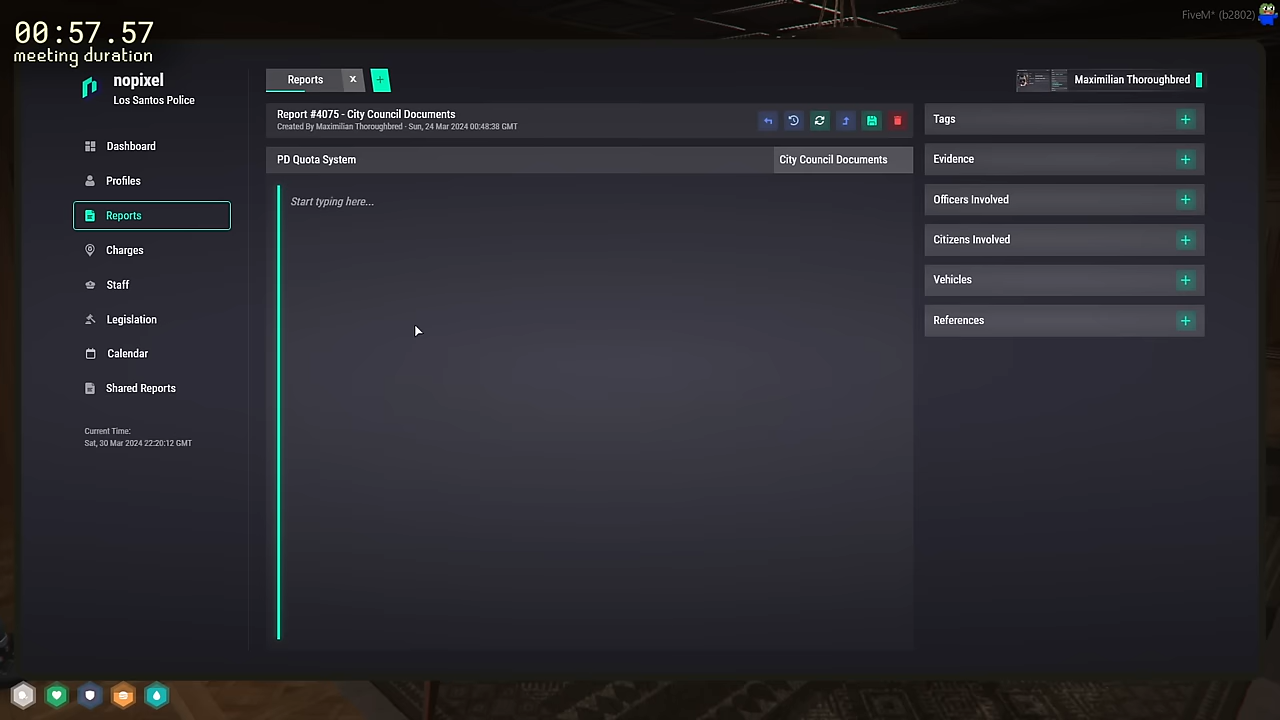 00:57.57
meeting duration
FiveM* (b2802)
nopixel
Los Santos Police
Dashboard
Profiles
Reports
Charges
Staff
Legislation
Calendar
Shared Reports
Current Time:
Sat, 30 Mar 2024 22:20:12 GMT
Reports x +
Report #4075 - City Council Documents
Created By Maximilian Thoroughbred · Sun, 24 Mar 2024 00:48:38 GMT
PD Quota System
City Council Documents
Start typing here...
Maximilian Thoroughbred
Tags +
Evidence +
Officers Involved +
Citizens Involved +
Vehicles +
References +